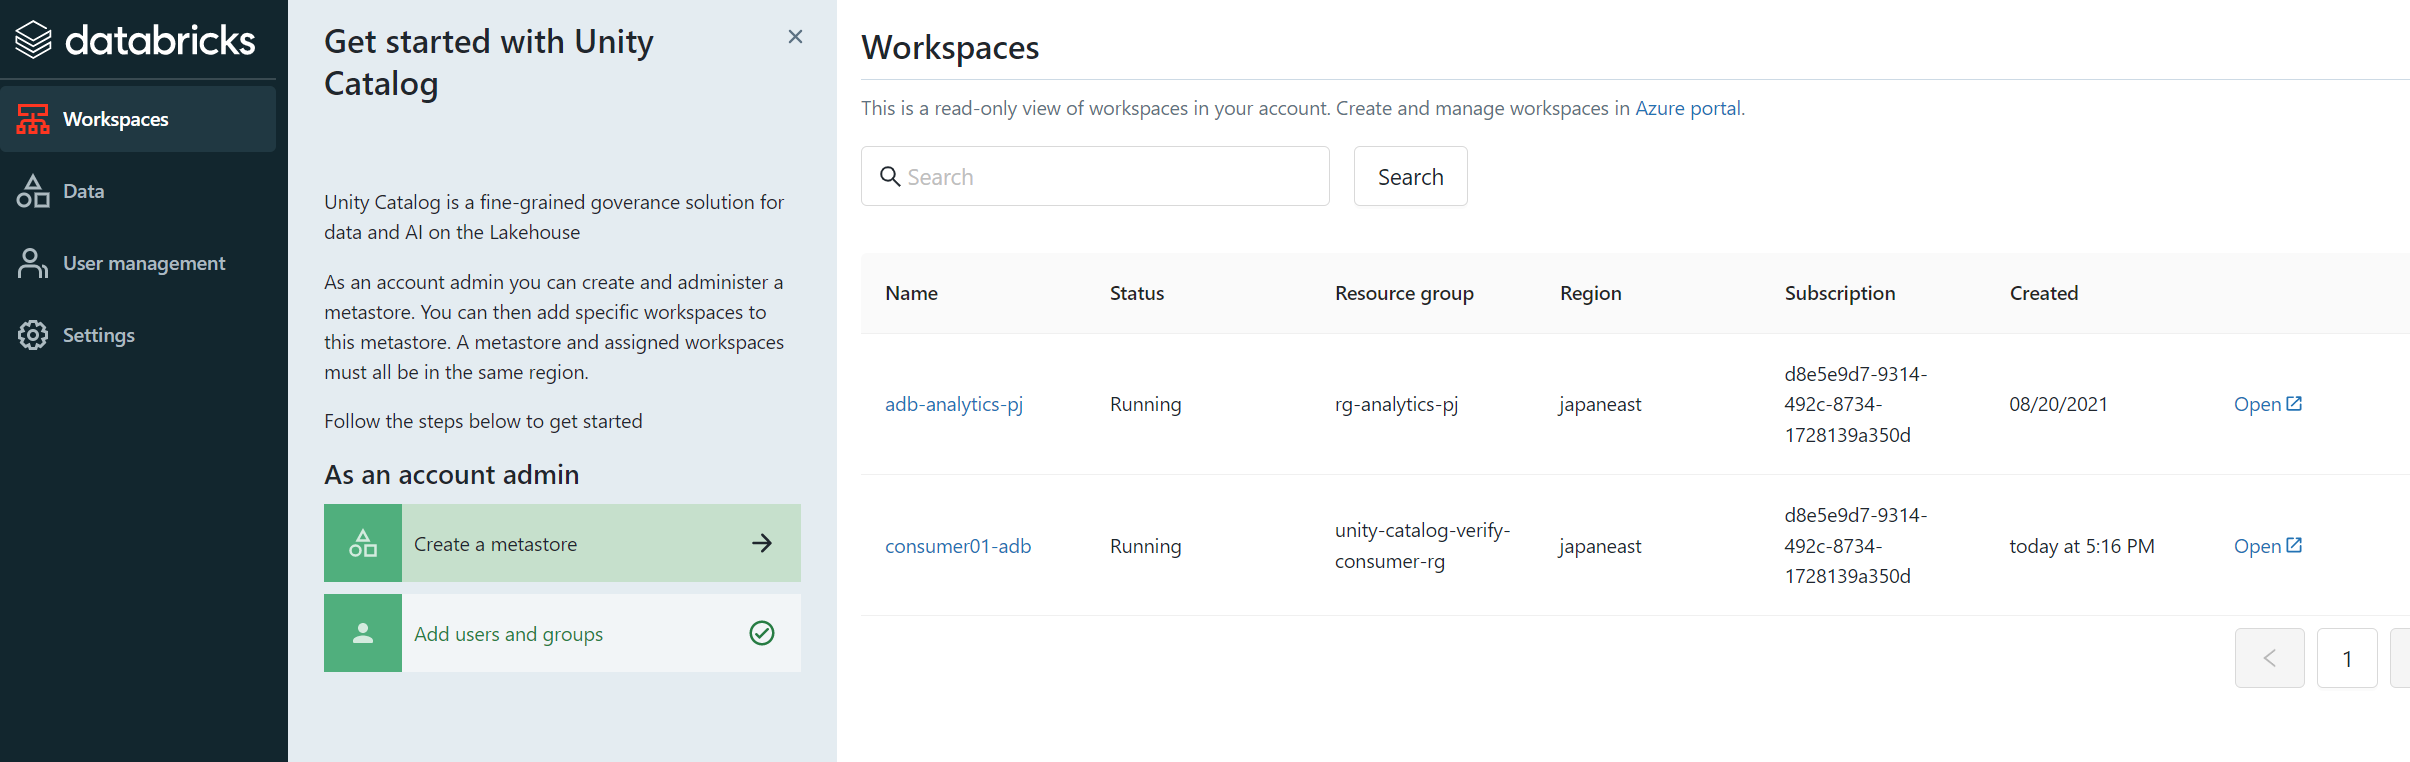 databricks
Workspaces
Data
User management
Settings
Get started with Unity
Catalog
Unity Catalog is a fine-grained goverance solution for
data and AI on the Lakehouse
As an account admin you can create and administer a
metastore. You can then add specific workspaces to
this metastore. A metastore and assigned workspaces
must all be in the same region.
Follow the steps below to get started
As an account admin
Create a metastore
Add users and groups
Workspaces
This is a read-only view of workspaces in your account. Create and manage workspaces in Azure portal.
Search
Search
Name Status Resource group Region Subscription Created
adb-analytics-pj Running rg-analytics-pj japaneast d8e5e9d7-9314-
492c-8734-
1728139a350d 08/20/2021 Open
consumer01-adb Running unity-catalog-verify-
consumer-rg japaneast d8e5e9d7-9314-
492c-8734-
1728139a350d today at 5:16 PM Open
1